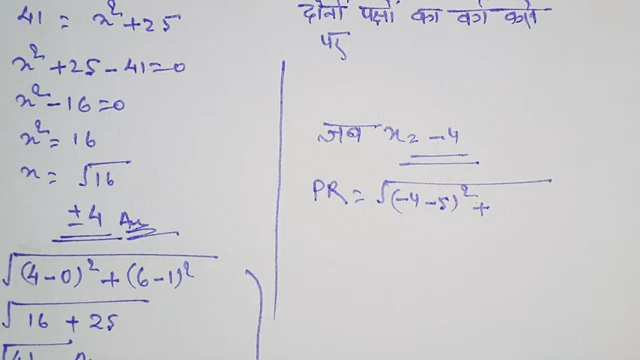 41 = x²+25
x²+25-41=0
x²-16=0
x²=16
x=√16
±4 Ans
√(4-0)²+(6-1)²
√16+25
√41
दोनों पक्षों का वर्ग करने
पर
जब x=-4
PR=√(-4-5)²+